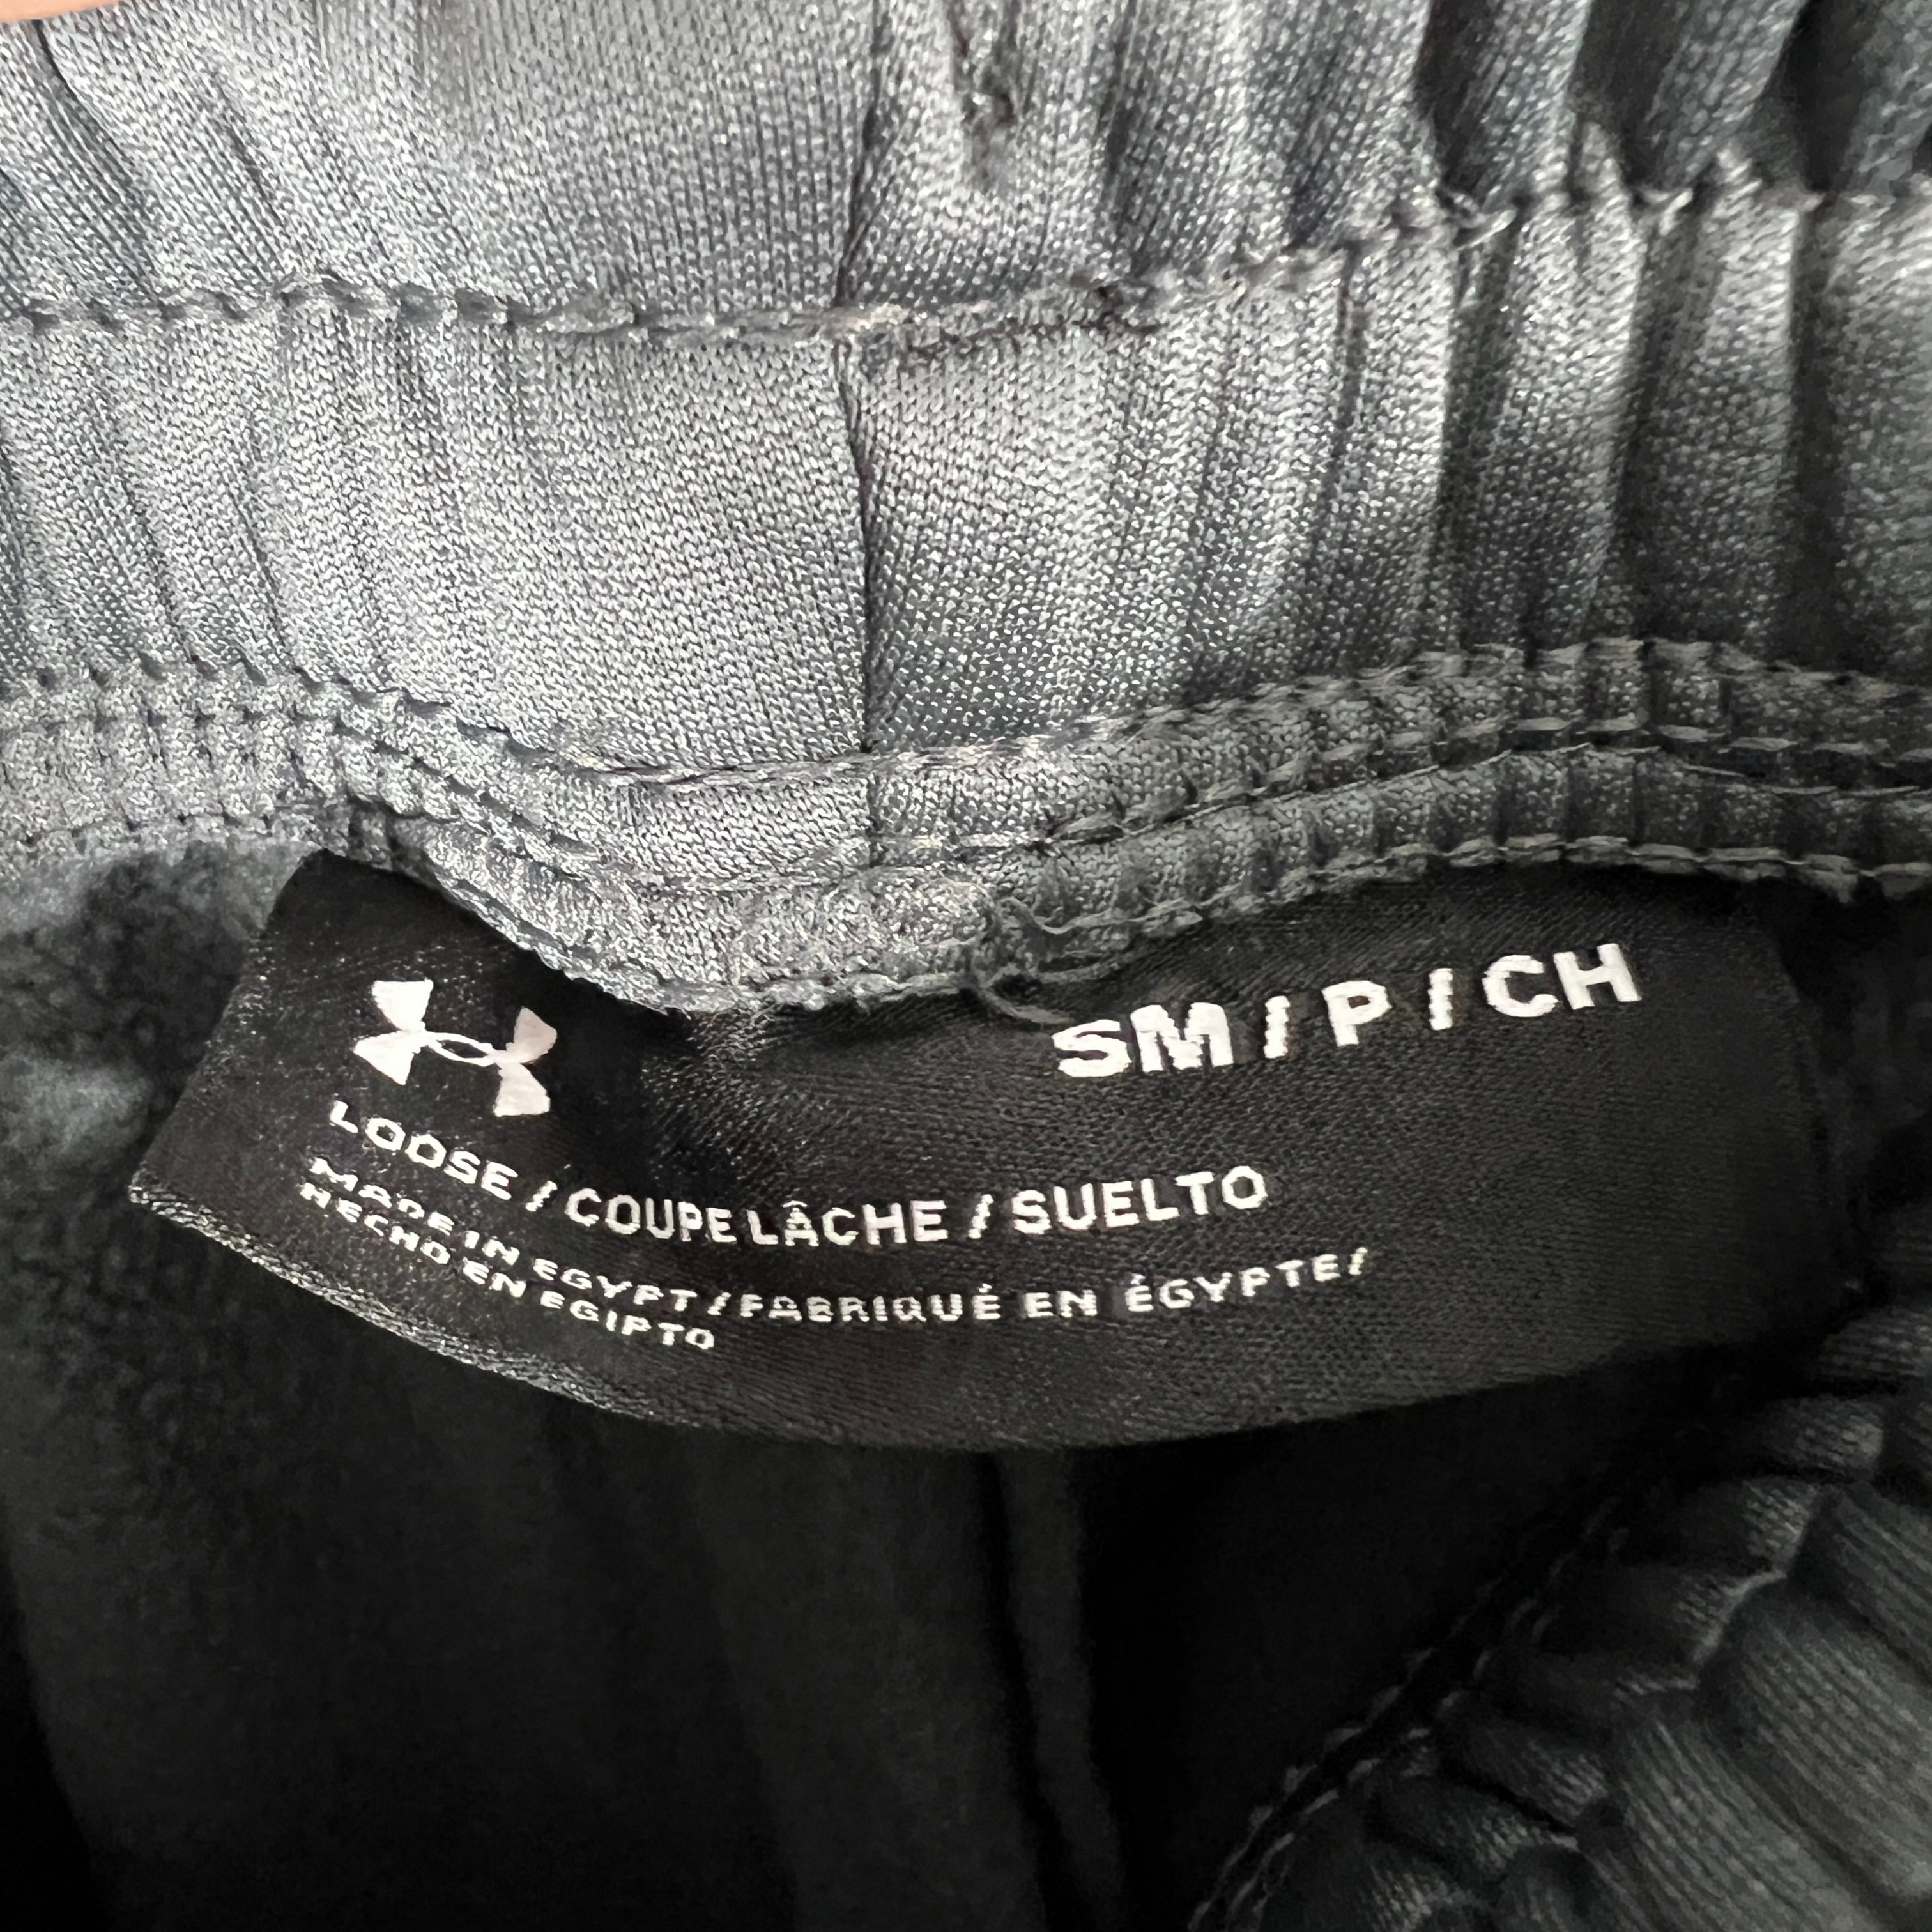 SM / P / CH
LOOSE / COUPE LÂCHE / SUELTO
MADE IN EGYPT / FABRIQUÉ EN ÉGYPTE /
HECHO EN EGIPTO